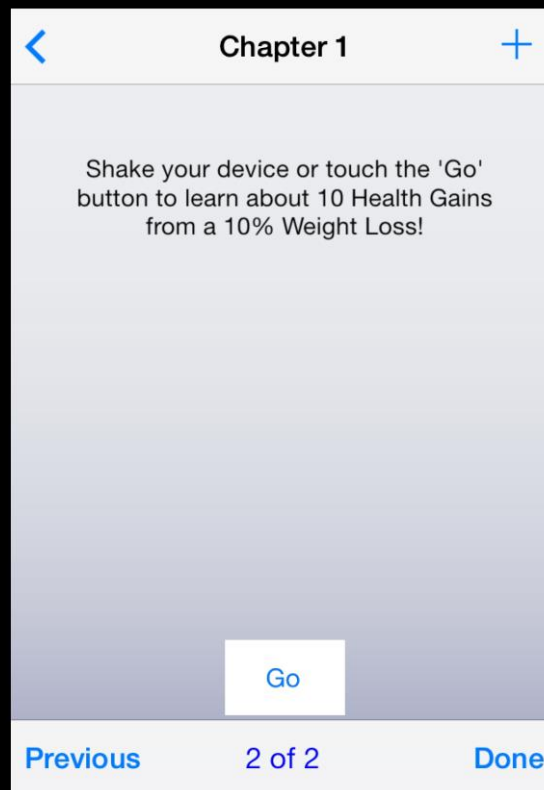 Chapter 1
Shake your device or touch the 'Go'
button to learn about 10 Health Gains
from a 10% Weight Loss!
Go
Previous 2 of 2 Done